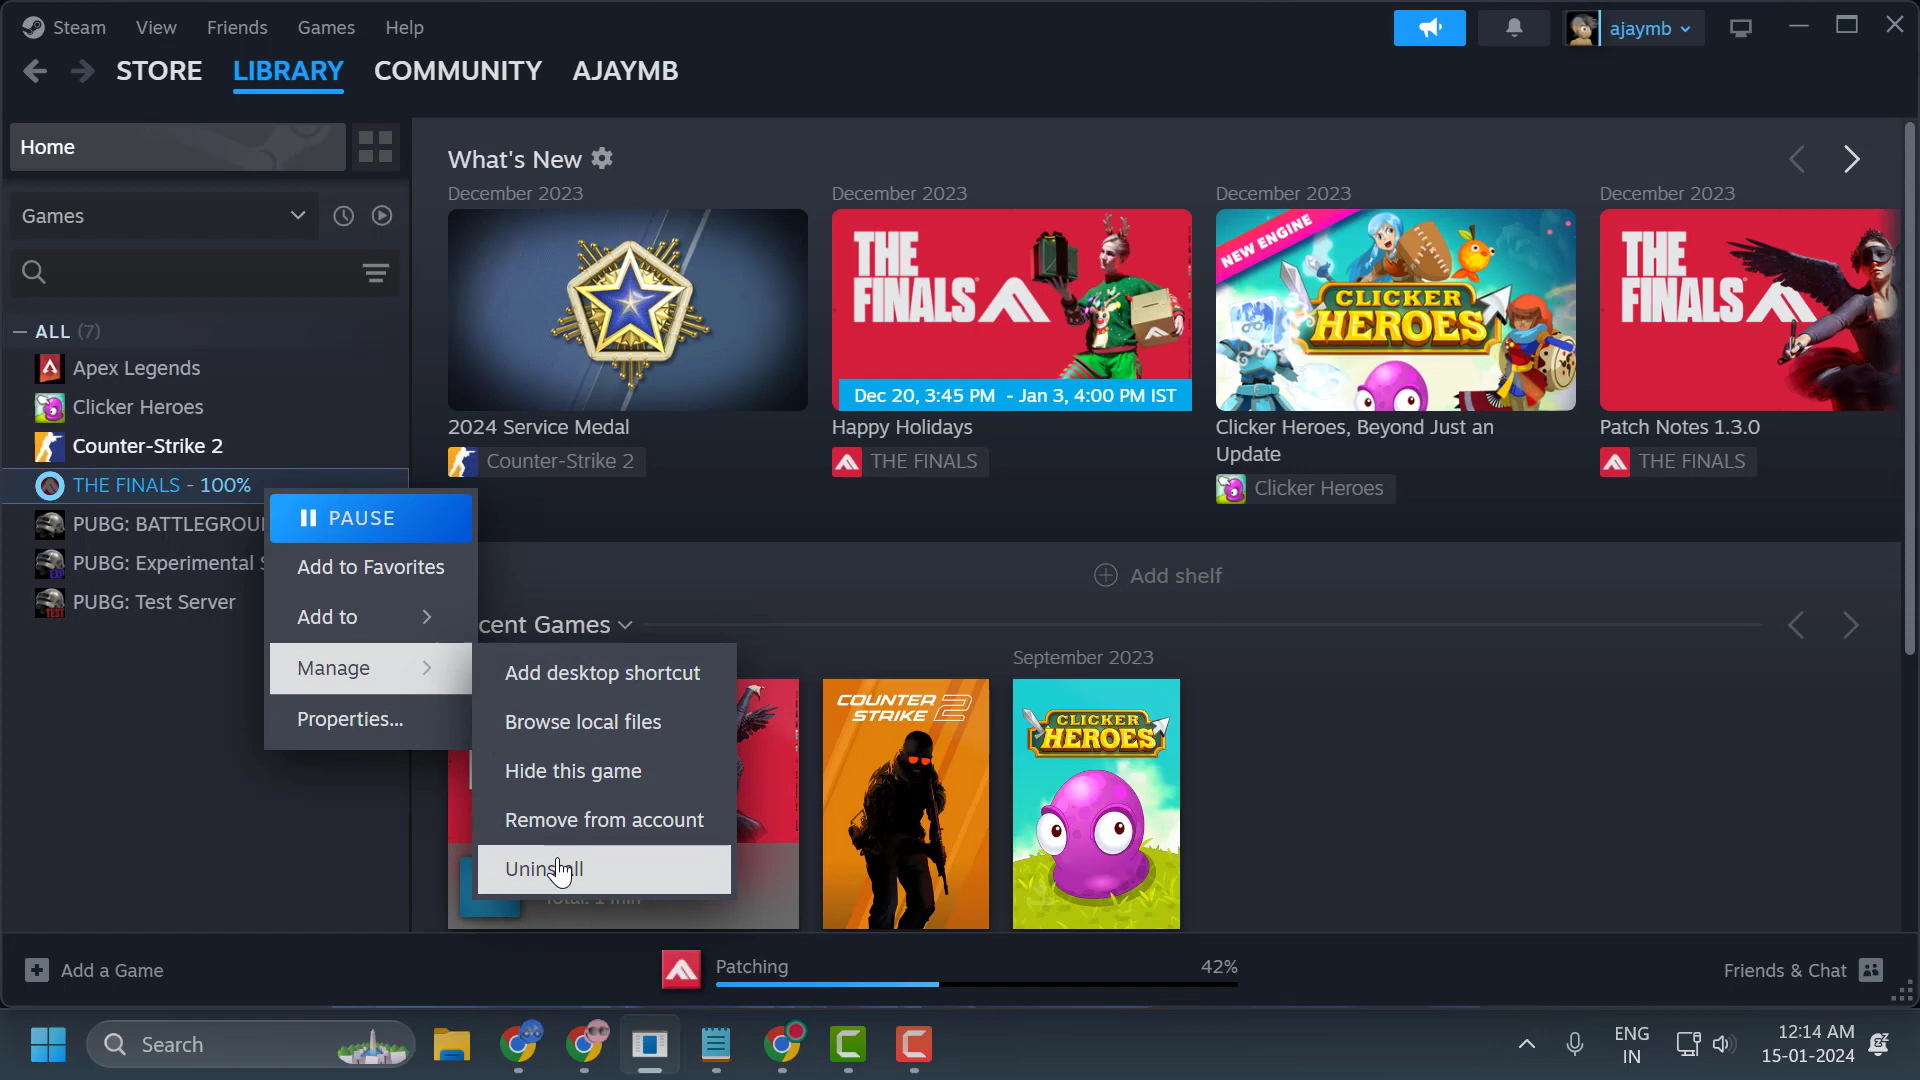 Steam View Friends Games Help
ajaymb
STORE LIBRARY COMMUNITY AJAYMB
Home
Games
ALL (7)
Apex Legends
Clicker Heroes
Counter-Strike 2
THE FINALS - 100%
PUBG: BATTLEGROU
PUBG: Experimental S
PUBG: Test Server
PAUSE
Add to Favorites
Add to
Manage
Properties...
Add desktop shortcut
Browse local files
Hide this game
Remove from account
Uninstall
What's New
December 2023
2024 Service Medal
Counter-Strike 2
December 2023
THE
FINALS
Dec 20, 3:45 PM - Jan 3, 4:00 PM IST
Happy Holidays
THE FINALS
December 2023
NEW ENGINE
CLICKER
HEROES
Clicker Heroes, Beyond Just an
Update
Clicker Heroes
December 2023
THE
FINALS
Patch Notes 1.3.0
THE FINALS
Add shelf
cent Games
September 2023
COUNTER
STRIKE 2
CLICKER
HEROES
Total: 1 min
Add a Game
Patching 42%
Friends & Chat
Search
ENG
IN
12:14 AM
15-01-2024